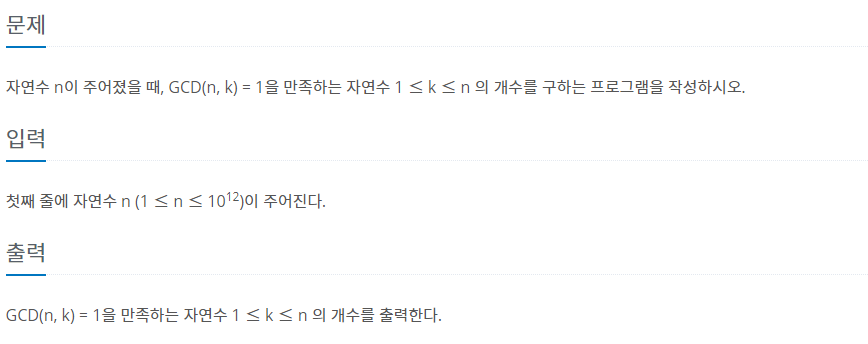 문제
자연수 n이 주어졌을 때, GCD(n, k) = 1을 만족하는 자연수 1 ≤ k ≤ n 의 개수를 구하는 프로그램을 작성하시오.
입력
첫째 줄에 자연수 n (1 ≤ n ≤ 10¹²)이 주어진다.
출력
GCD(n, k) = 1을 만족하는 자연수 1 ≤ k ≤ n 의 개수를 출력한다.